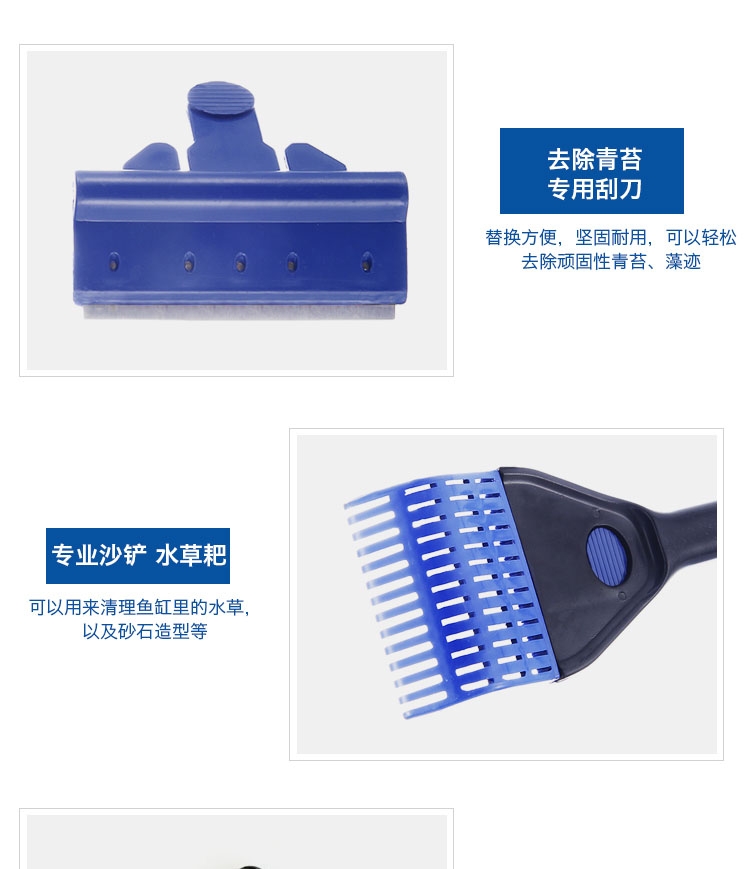 去除青苔
专用刮刀
替换方便，坚固耐用，可以轻松
去除顽固性青苔、藻迹
专业沙铲 水草耙
可以用来清理鱼缸里的水草，
以及砂石造型等